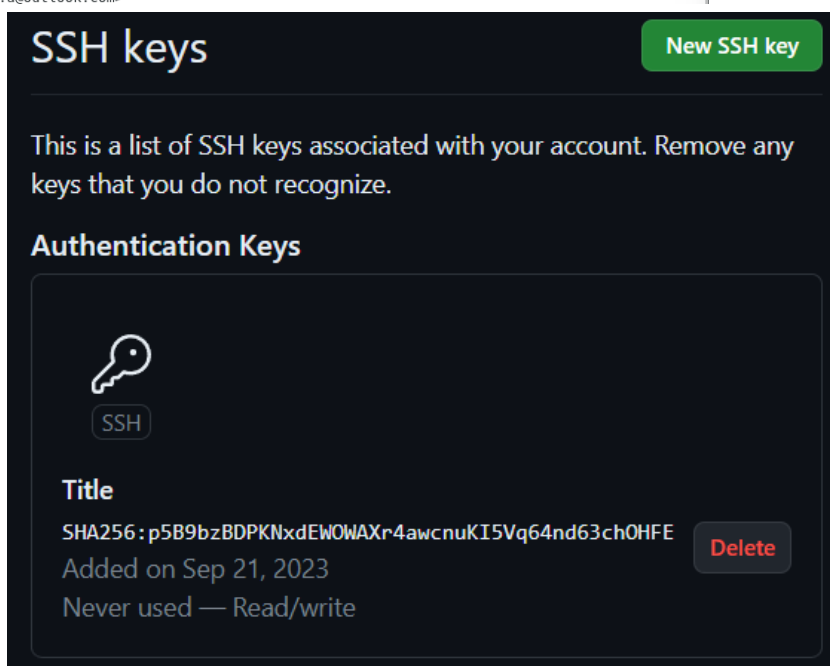 SSH keys
New SSH key
This is a list of SSH keys associated with your account. Remove any
keys that you do not recognize.
Authentication Keys
SSH
Title
SHA256:p5B9bzBDPKNxdEWOWAXr4awcnuKI5Vq64nd63chOHFE
Delete
Added on Sep 21, 2023
Never used — Read/write